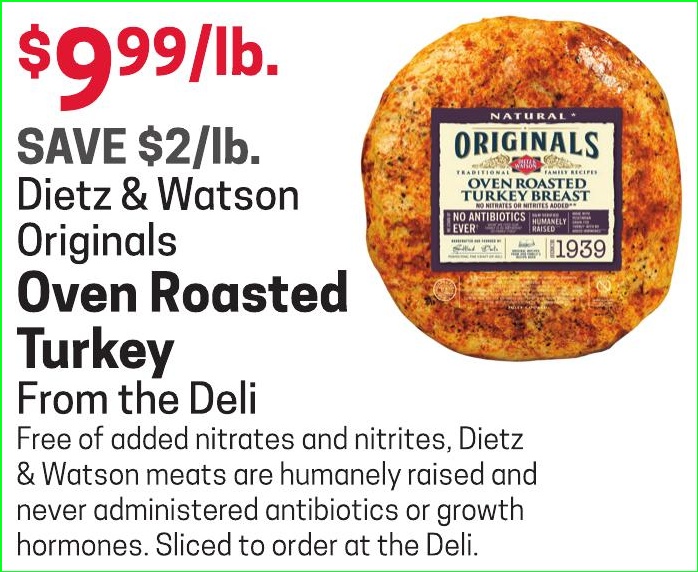 $9.99/lb.
SAVE $2/lb.
Dietz & Watson
Originals
Oven Roasted
Turkey
From the Deli
Free of added nitrates and nitrites, Dietz
& Watson meats are humanely raised and
never administered antibiotics or growth
hormones. Sliced to order at the Deli.
NATURAL*
ORIGINALS
DIETZ &
WATSON
TRADITIONAL FAMILY RECIPES
OVEN ROASTED
TURKEY BREAST
NO NITRATES OR NITRITES ADDED**
NO ANTIBIOTICS
EVER
HUMANELY
RAISED
1939